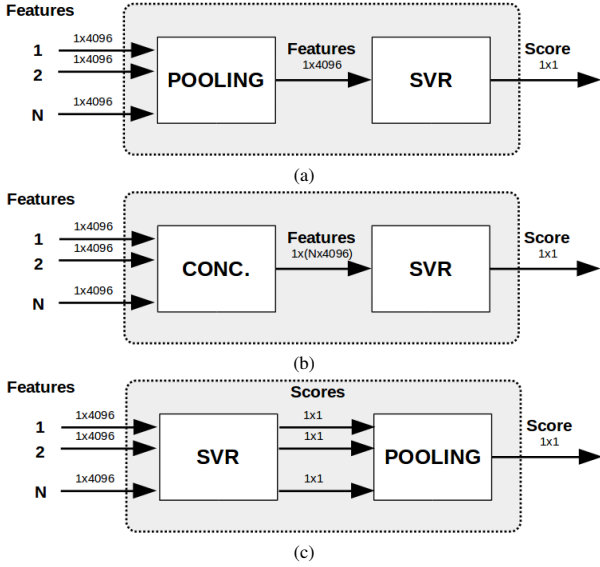 Features
1 1x4096
2 1x4096
N 1x4096
POOLING
Features
1x4096
SVR
Score
1x1
(a)
Features
1 1x4096
2 1x4096
N 1x4096
CONC.
Features
1x(Nx4096)
SVR
Score
1x1
(b)
Features
1 1x4096
2 1x4096
N 1x4096
SVR
Scores
1x1
1x1
1x1
POOLING
Score
1x1
(c)